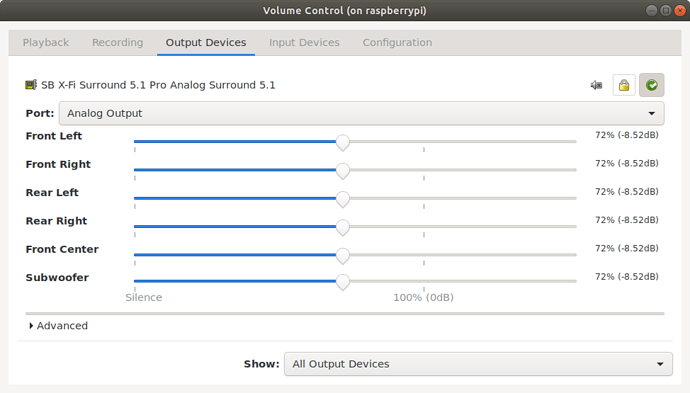 Volume Control (on raspberrypi)
Playback Recording Output Devices Input Devices Configuration
SB X-Fi Surround 5.1 Pro Analog Surround 5.1
Port: Analog Output
Front Left 72% (-8.52dB)
Front Right 72% (-8.52dB)
Rear Left 72% (-8.52dB)
Rear Right 72% (-8.52dB)
Front Center 72% (-8.52dB)
Subwoofer 72% (-8.52dB)
Silence 100% (0dB)
Advanced
Show: All Output Devices